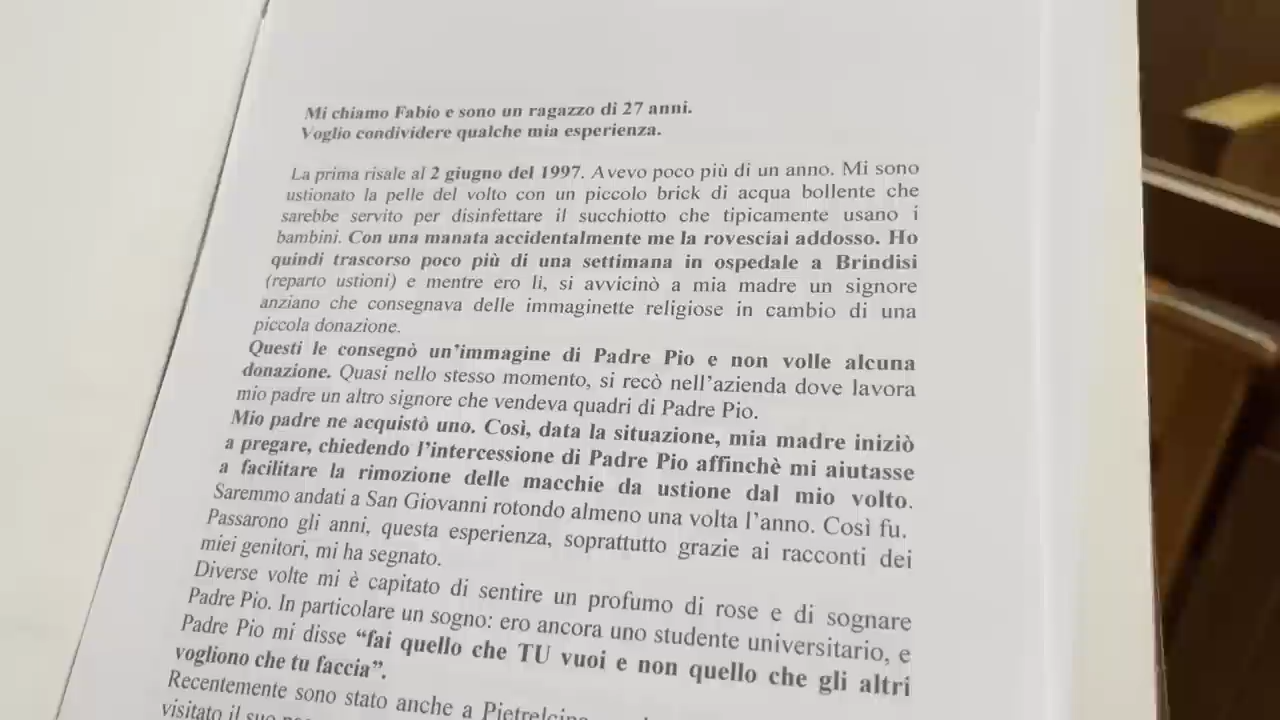 Mi chiamo Fabio e sono un ragazzo di 27 anni.
Voglio condividere qualche mia esperienza.
La prima risale al 2 giugno del 1997. Avevo poco più di un anno. Mi sono
ustionato la pelle del volto con un piccolo brick di acqua bollente che
sarebbe servito per disinfettare il succhiotto che tipicamente usano i
bambini. Con una manata accidentalmente me la rovesciai addosso. Ho
quindi trascorso poco più di una settimana in ospedale a Brindisi
(reparto ustioni) e mentre ero lì, si avvicinò a mia madre un signore
anziano che consegnava delle immaginette religiose in cambio di una
piccola donazione.
Questi le consegnò un'immagine di Padre Pio e non volle alcuna
donazione. Quasi nello stesso momento, si recò nell'azienda dove lavora
mio padre un altro signore che vendeva quadri di Padre Pio.
Mio padre ne acquistò uno. Così, data la situazione, mia madre iniziò
a pregare, chiedendo l'intercessione di Padre Pio affinchè mi aiutasse
a facilitare la rimozione delle macchie da ustione dal mio volto.
Saremmo andati a San Giovanni rotondo almeno una volta l'anno. Così fu.
Passarono gli anni, questa esperienza, soprattutto grazie ai racconti dei
miei genitori, mi ha segnato.
Diverse volte mi è capitato di sentire un profumo di rose e di sognare
Padre Pio. In particolare un sogno: ero ancora uno studente universitario, e
Padre Pio mi disse “fai quello che TU vuoi e non quello che gli altri
vogliono che tu faccia”.
Recentemente sono stato anche a Pietrelcina
visitato il suo